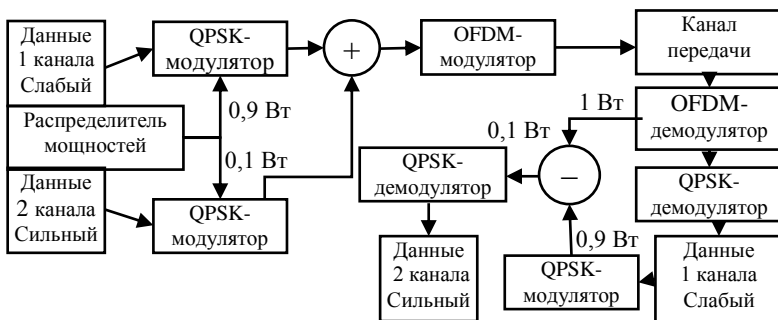 Данные
1 канала
Слабый
QPSK-
модулятор
+
OFDM-
модулятор
Канал
передачи
Распределитель
мощностей
0,9 Вт
0,1 Вт
Данные
2 канала
Сильный
QPSK-
модулятор
1 Вт
OFDM-
демодулятор
0,1 Вт
QPSK-
демодулятор
–
QPSK-
демодулятор
Данные
2 канала
Сильный
0,9 Вт
QPSK-
модулятор
Данные
1 канала
Слабый